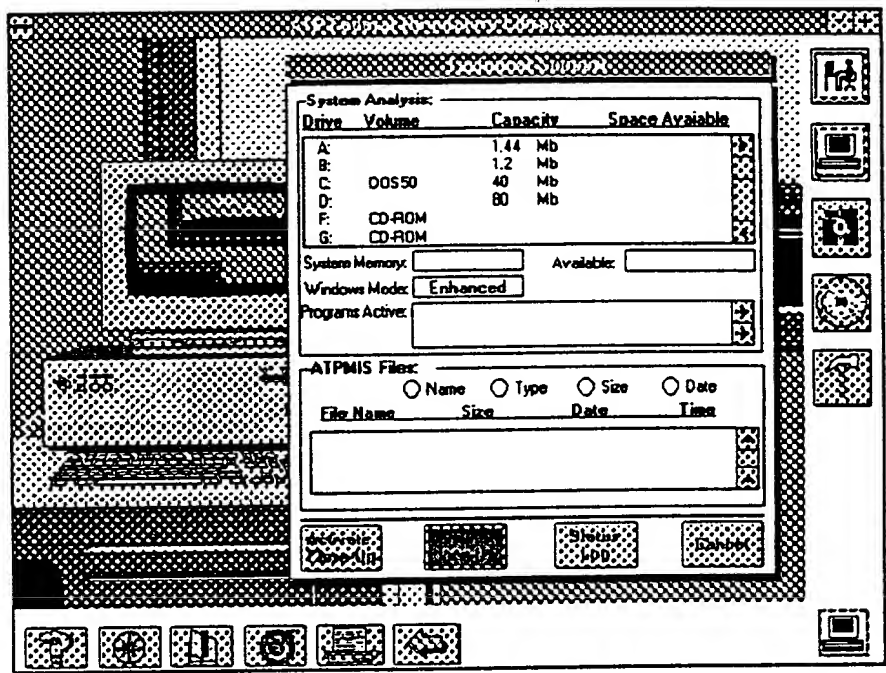 System Analysis:
Drive Volume Capacity Space Avaiable
A: 1.44 Mb
B: 1.2 Mb
C: DOS50 40 Mb
D: 80 Mb
F: CD-ROM
G: CD-ROM
System Memory: Available:
Windows Mode: Enhanced
Programs Active:
ATPMIS Files:
Name Type Size Date
File Name Size Date Time
Status
Cancel